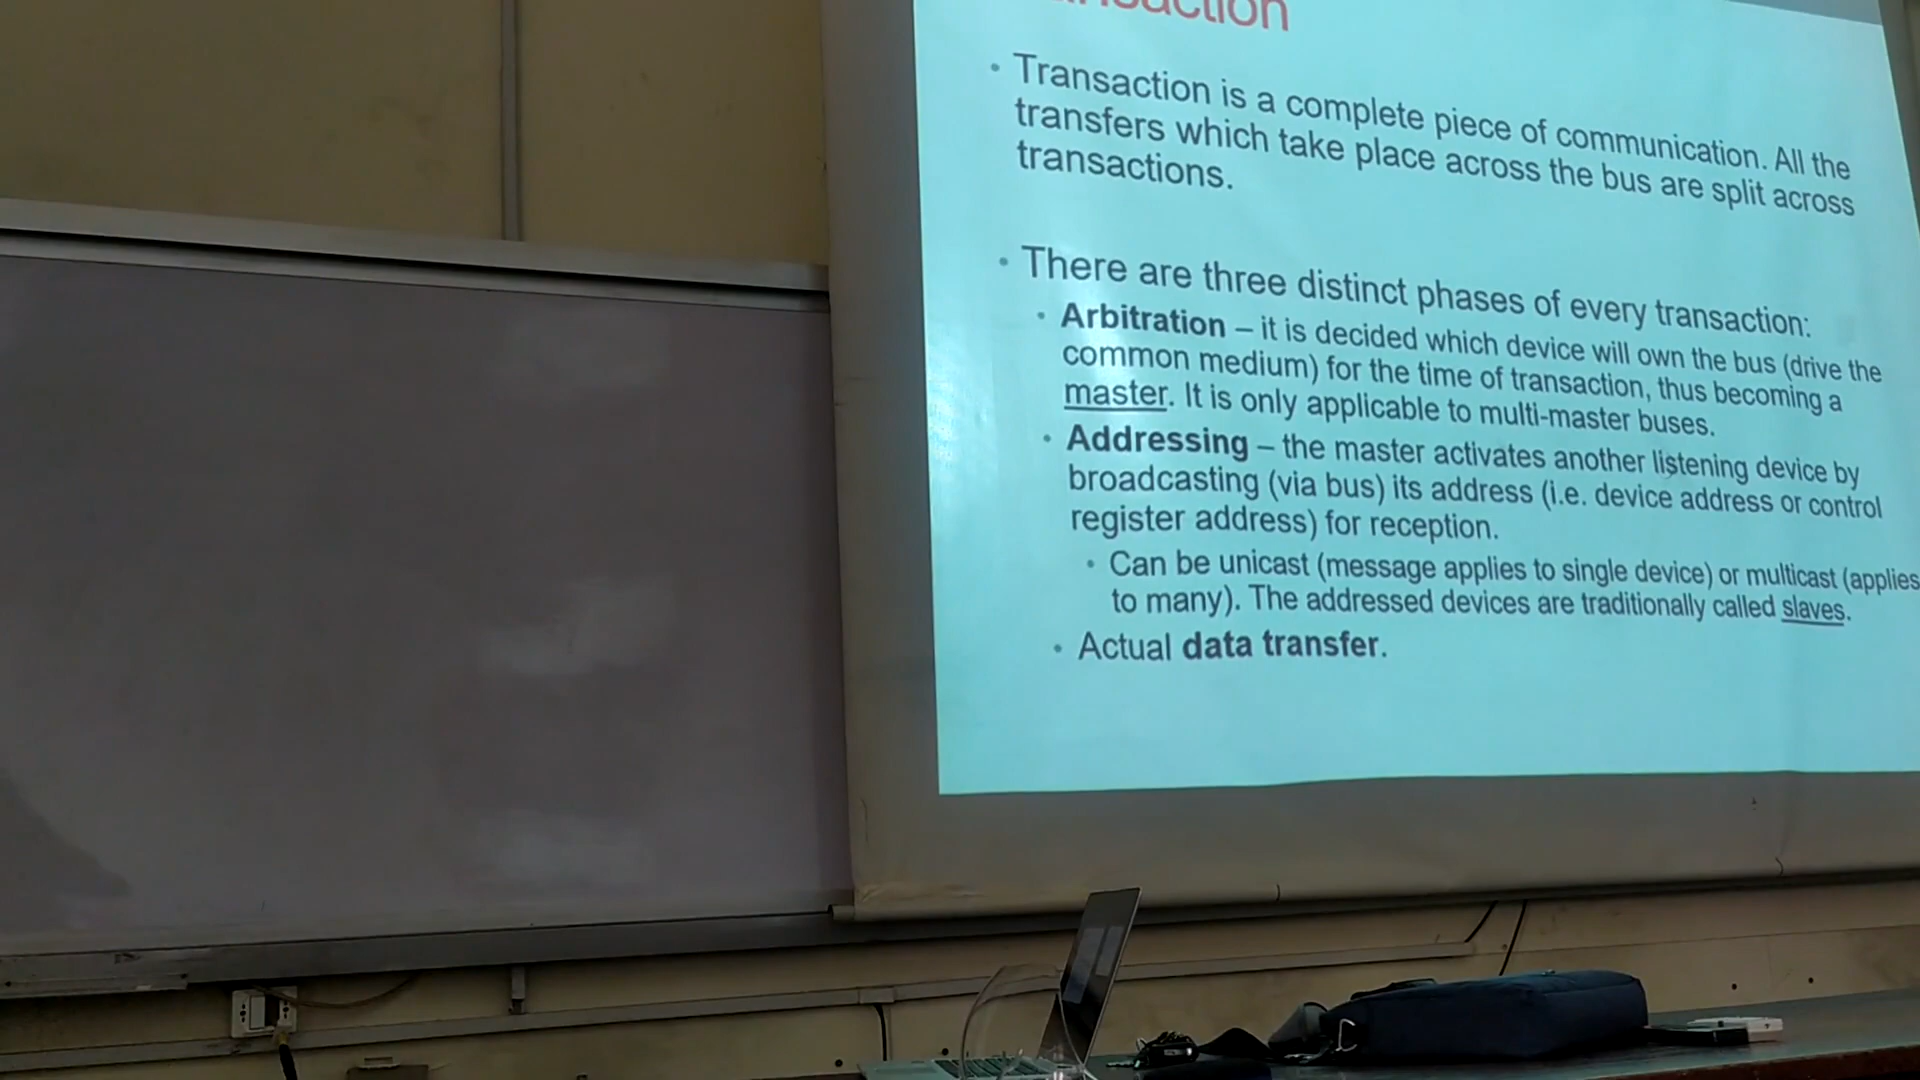 • Transaction is a complete piece of communication. All the
transfers which take place across the bus are split across
transactions.
• There are three distinct phases of every transaction:
• Arbitration – it is decided which device will own the bus (drive the
common medium) for the time of transaction, thus becoming a
master. It is only applicable to multi-master buses.
• Addressing – the master activates another listening device by
broadcasting (via bus) its address (i.e. device address or control
register address) for reception.
• Can be unicast (message applies to single device) or multicast (applies
to many). The addressed devices are traditionally called slaves.
• Actual data transfer.